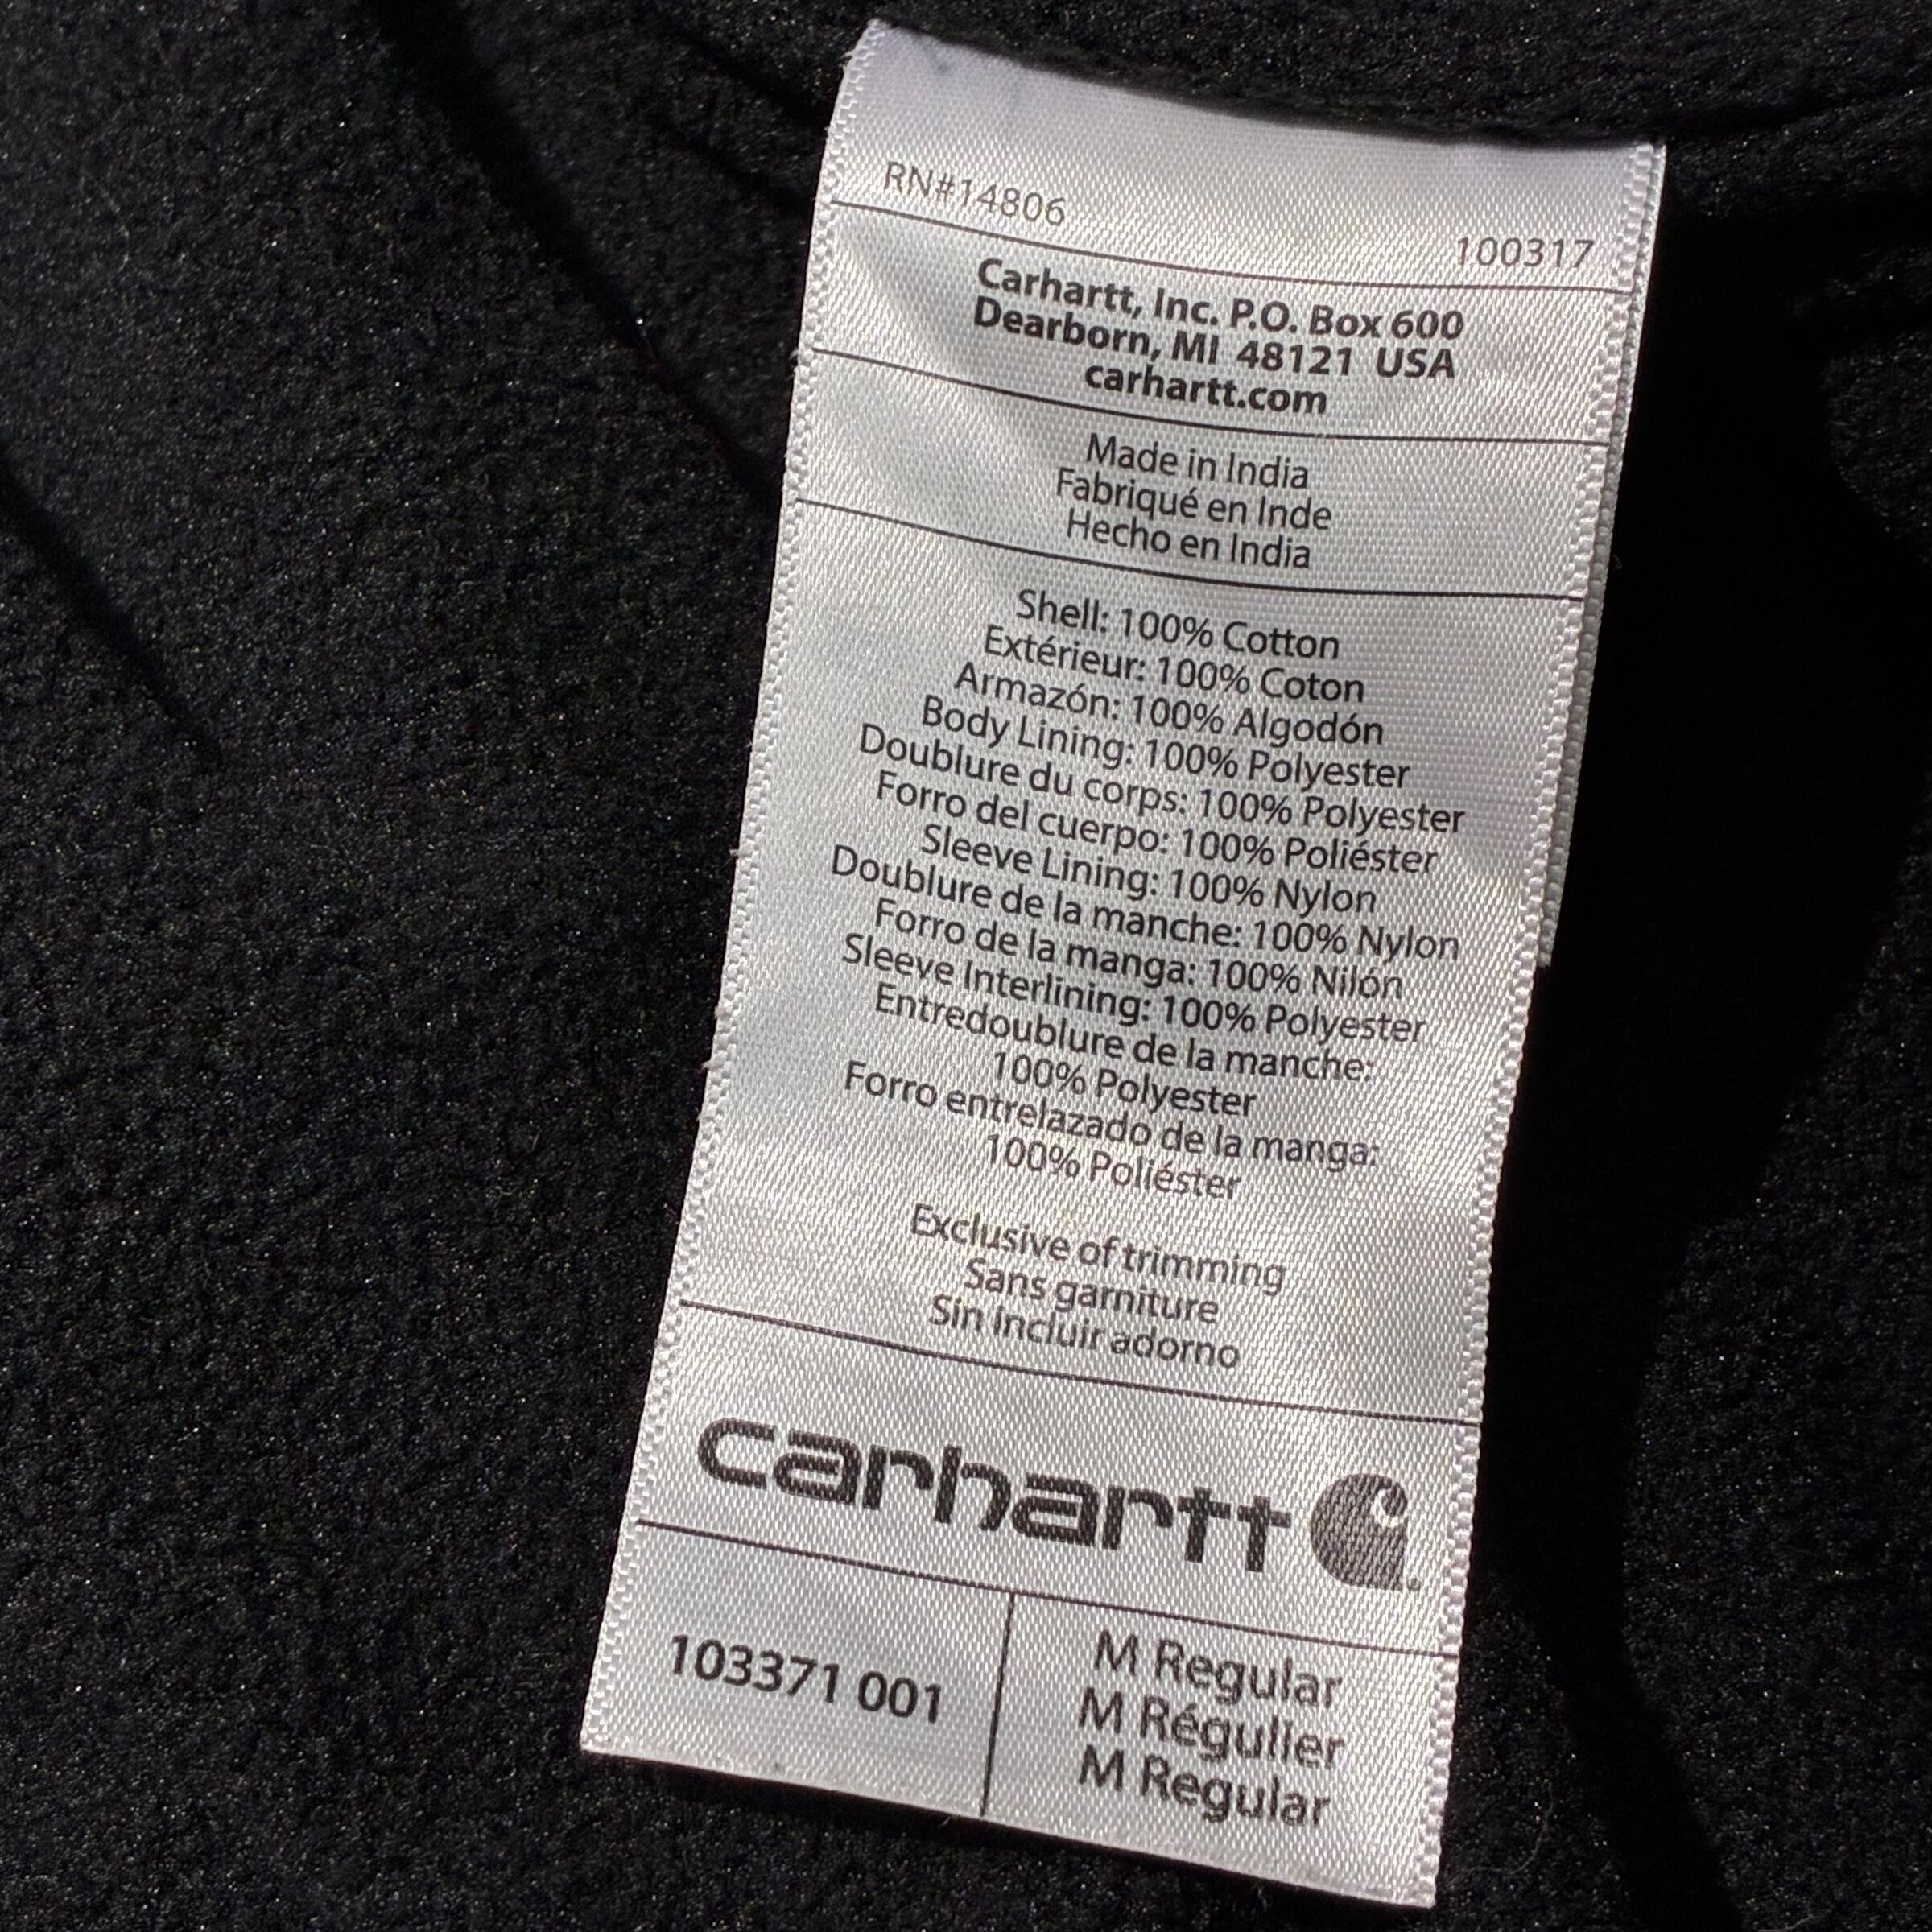 RN#14806
100317
Carhartt, Inc. P.O. Box 600
Dearborn, MI 48121 USA
carhartt.com
Made in India
Fabriqué en Inde
Hecho en India
Shell: 100% Cotton
Extérieur: 100% Coton
Armazón: 100% Algodón
Body Lining: 100% Polyester
Doublure du corps: 100% Polyester
Forro del cuerpo: 100% Poliéster
Sleeve Lining: 100% Nylon
Doublure de la manche: 100% Nylon
Forro de la manga: 100% Nilón
Sleeve Interlining: 100% Polyester
Entredoublure de la manche:
100% Polyester
Forro entrelazado de la manga:
100% Poliéster
Exclusive of trimming
Sans garniture
Sin incluir adorno
carhartt
103371 001
M Regular
M Régulier
M Regular